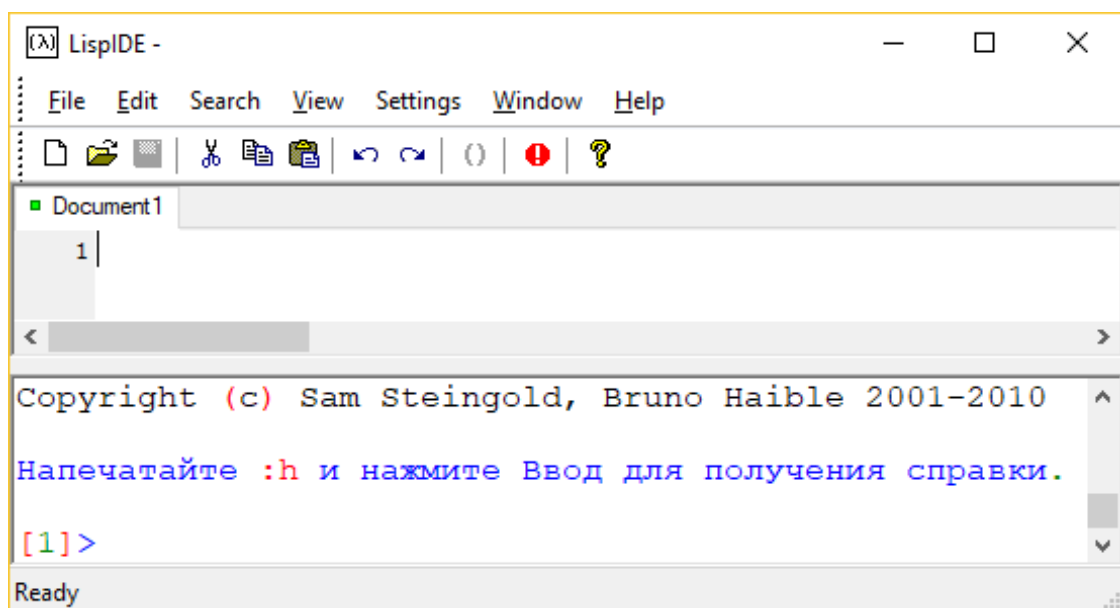 (λ) LispIDE -
File Edit Search View Settings Window Help
Document1
1
Copyright (c) Sam Steingold, Bruno Haible 2001-2010
Напечатайте :h и нажмите Ввод для получения справки.
[1]>
Ready